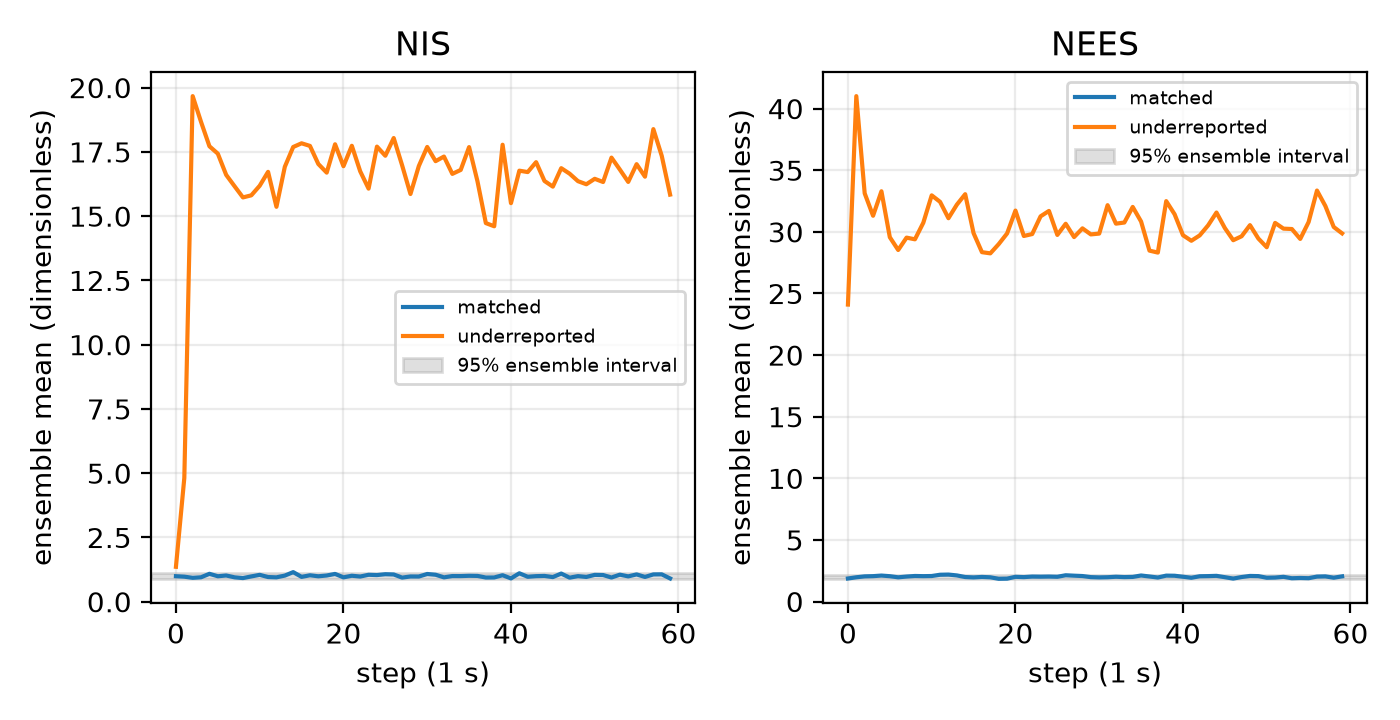 NIS
ensemble mean (dimensionless)
20.0
17.5
15.0
12.5
10.0
7.5
5.0
2.5
0.0
matched
underreported
95% ensemble interval
0
20
40
60
step (1 s)
NEES
ensemble mean (dimensionless)
40
35
30
25
20
15
10
5
0
matched
underreported
95% ensemble interval
0
20
40
60
step (1 s)